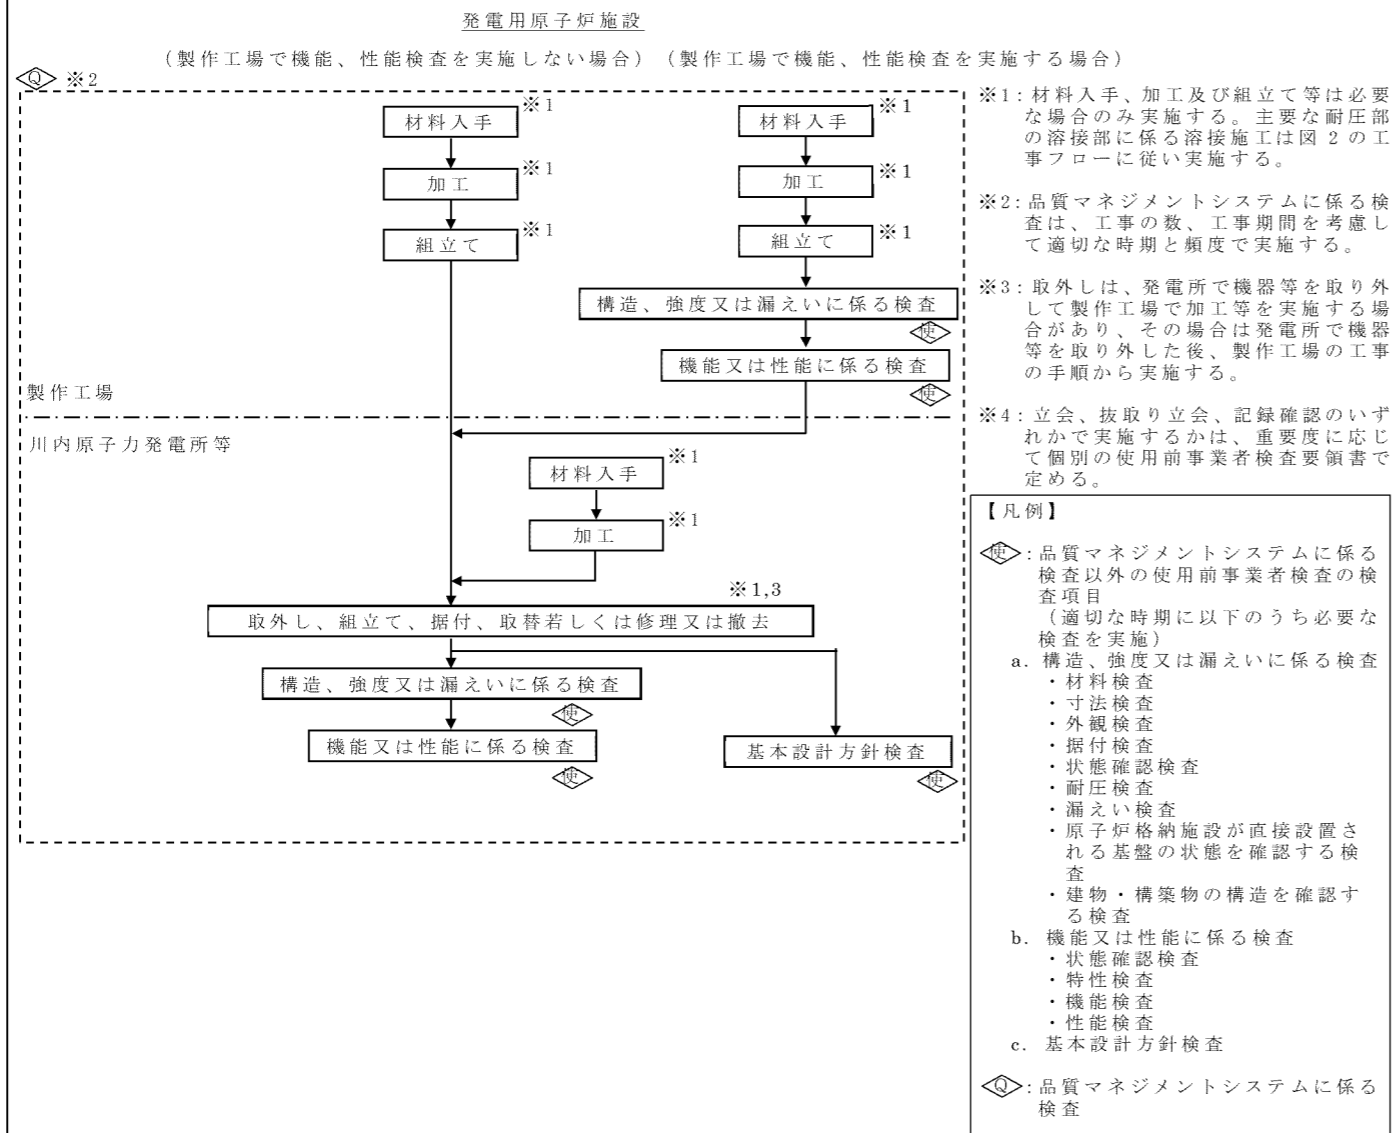 発電用原子炉施設
(製作工場で機能、性能検査を実施しない場合) (製作工場で機能、性能検査を実施する場合)
Q ※2
材料入手 ※1
加工 ※1
組立て ※1
材料入手 ※1
加工 ※1
組立て ※1
構造、強度又は漏えいに係る検査
使
機能又は性能に係る検査
使
製作工場
川内原子力発電所等
材料入手 ※1
加工 ※1
※1,3
取外し、組立て、据付、取替若しくは修理又は撤去
構造、強度又は漏えいに係る検査
使
機能又は性能に係る検査
使
基本設計方針検査
使
※1:材料入手、加工及び組立て等は必要
な場合のみ実施する。主要な耐圧部
の溶接部に係る溶接施工は図 2 の工
事フローに従い実施する。
※2:品質マネジメントシステムに係る検
査は、工事の数、工事期間を考慮し
て適切な時期と頻度で実施する。
※3:取外しは、発電所で機器等を取り外
して製作工場で加工等を実施する場
合があり、その場合は発電所で機器
等を取り外した後、製作工場の工事
の手順から実施する。
※4:立会、抜取り立会、記録確認のいず
れかで実施するかは、重要度に応じ
て個別の使用前事業者検査要領書で
定める。
【凡例】
使:品質マネジメントシステムに係る
検査以外の使用前事業者検査の検
査項目
(適切な時期に以下のうち必要な
検査を実施)
a. 構造、強度又は漏えいに係る検査
・材料検査
・寸法検査
・外観検査
・据付検査
・状態確認検査
・耐圧検査
・漏えい検査
・原子炉格納施設が直接設置さ
れる基盤の状態を確認する検
査
・建物・構築物の構造を確認す
る検査
b. 機能又は性能に係る検査
・状態確認検査
・特性検査
・機能検査
・性能検査
c. 基本設計方針検査
Q:品質マネジメントシステムに係る
検査